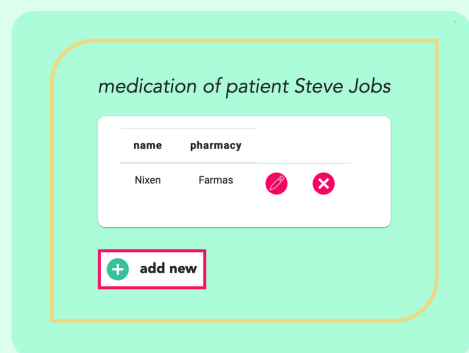 medication of patient Steve Jobs
name pharmacy
Nixen Farmas
add new